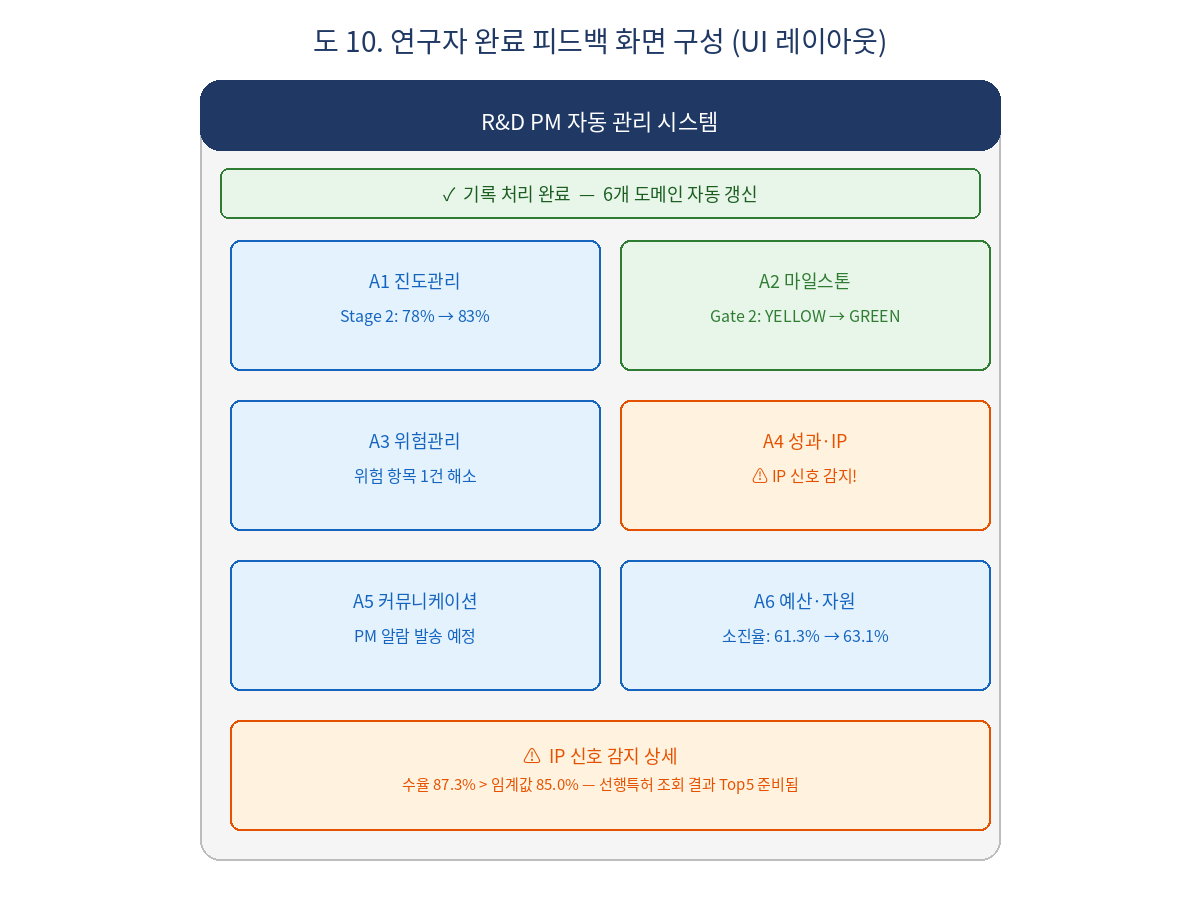 도 10. 연구자 완료 피드백 화면 구성 (UI 레이아웃)
R&D PM 자동 관리 시스템
✓ 기록 처리 완료 — 6개 도메인 자동 갱신
A1 진도관리
Stage 2: 78% → 83%
A2 마일스톤
Gate 2: YELLOW → GREEN
A3 위험관리
위험 항목 1건 해소
A4 성과·IP
⚠ IP 신호 감지!
A5 커뮤니케이션
PM 알람 발송 예정
A6 예산·자원
소진율: 61.3% → 63.1%
⚠ IP 신호 감지 상세
수율 87.3% > 임계값 85.0% — 선행특허 조회 결과 Top5 준비됨